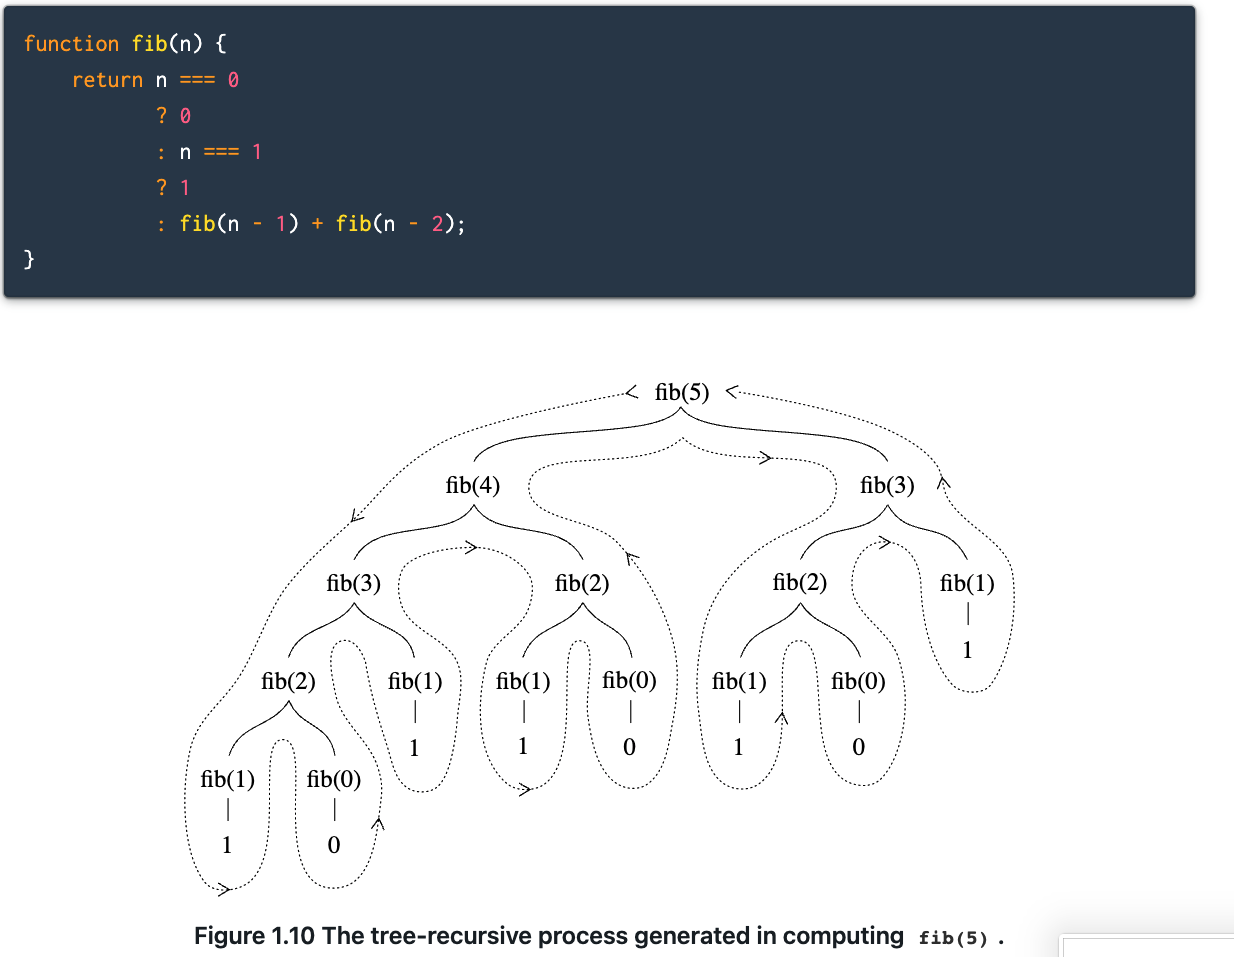 function fib(n) {
    return n === 0
           ? 0
           : n === 1
           ? 1
           : fib(n - 1) + fib(n - 2);
}
fib(5)
fib(4) fib(3)
fib(3) fib(2) fib(2) fib(1)
1
fib(2) fib(1) fib(1) fib(0) fib(1) fib(0)
1 1 0 1 0
fib(1) fib(0)
1 0
Figure 1.10 The tree-recursive process generated in computing fib(5) .